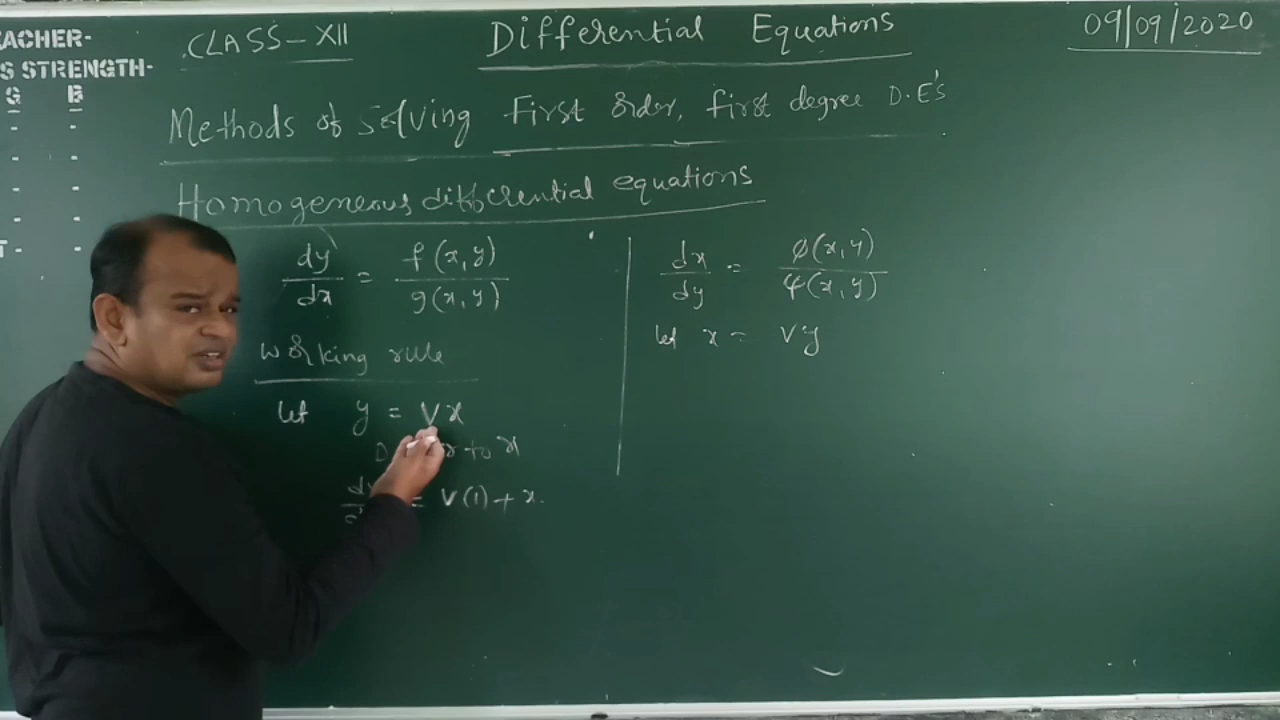 ACHER-
S STRENGTH-
G B
CLASS-XII
Differential Equations
09/09/2020
Methods of Solving First order, first degree D.E's
Homogeneous differential equations
dy/dx = f(x,y)/g(x,y)
Working rule
let y = vx
to x
= v(1) + x
dx/dy = φ(x,y)/ψ(x,y)
let x = vy